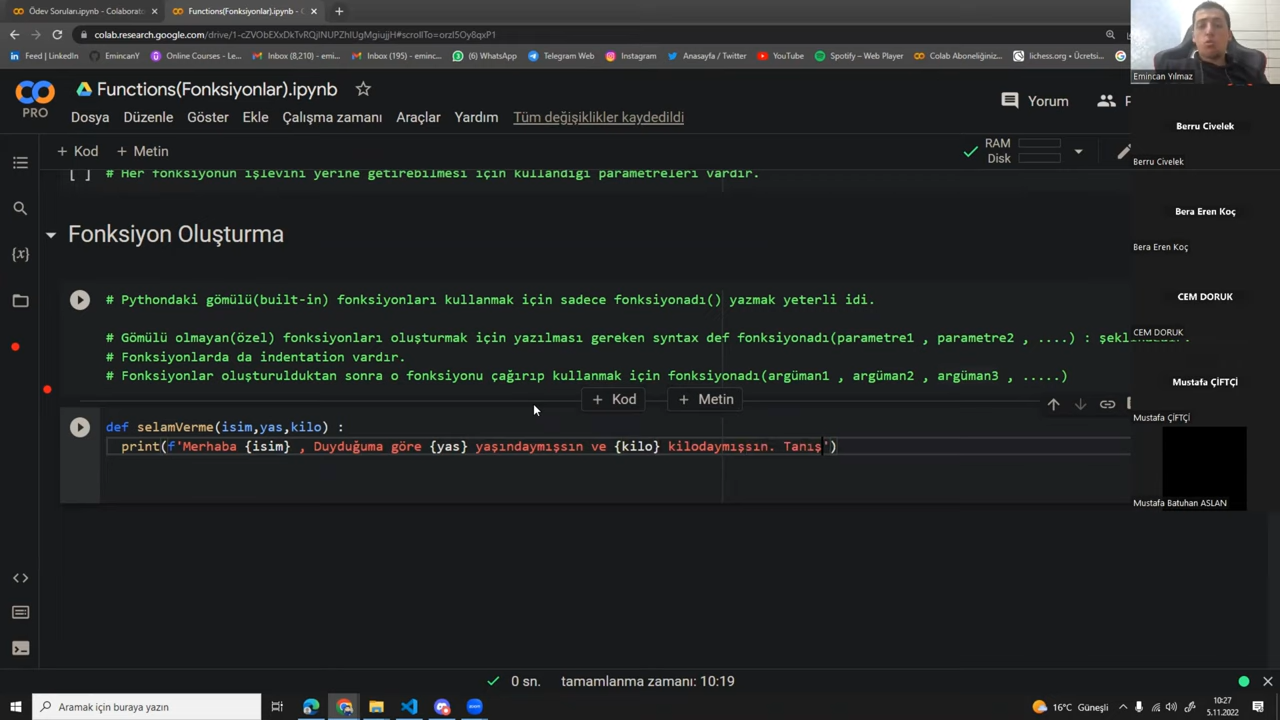 Ödev Soruları.ipynb - Colaborato
Functions(Fonksiyonlar).ipynb - C
colab.research.google.com/drive/1-cZVObEXxDkTvRQjlNUPZhlUgMgiujjH#scrollTo=orzI5Oy8qxP1
Feed | LinkedIn
EmincanY
Online Courses - Lea...
Inbox (8,210) - emi...
Inbox (195) - eminc...
(6) WhatsApp
Telegram Web
Instagram
Anasayfa / Twitter
YouTube
Spotify – Web Player
Colab Aboneliğiniz...
lichess.org • Ücretsi...
Emincan Yılmaz
PRO
Functions(Fonksiyonlar).ipynb
Yorum
Dosya Düzenle Göster Ekle Çalışma zamanı Araçlar Yardım Tüm değişiklikler kaydedildi
+ Kod + Metin
RAM
Disk
Berru Civelek
Berru Civelek
[ ] # Her fonksiyonun işlevini yerine getirebilmesi için kullandığı parametreleri vardır.
Bera Eren Koç
Bera Eren Koç
Fonksiyon Oluşturma
CEM DORUK
CEM DORUK
# Pythondaki gömülü(built-in) fonksiyonları kullanmak için sadece fonksiyonadı() yazmak yeterli idi.
# Gömülü olmayan(özel) fonksiyonları oluşturmak için yazılması gereken syntax def fonksiyonadı(parametre1 , parametre2 , ....) :
# Fonksiyonlarda da indentation vardır.
# Fonksiyonlar oluşturulduktan sonra o fonksiyonu çağırıp kullanmak için fonksiyonadı(argüman1 , argüman2 , argüman3 , .....)
Mustafa ÇİFTÇİ
Mustafa ÇİFTÇİ
+ Kod + Metin
def selamVerme(isim,yas,kilo) :
print(f'Merhaba {isim} , Duyduğuma göre {yas} yaşındaymışsın ve {kilo} kilodaymışsın. Tanış')
Mustafa Batuhan ASLAN
0 sn. tamamlanma zamanı: 10:19
Aramak için buraya yazın
16°C Güneşli
10:27
5.11.2022